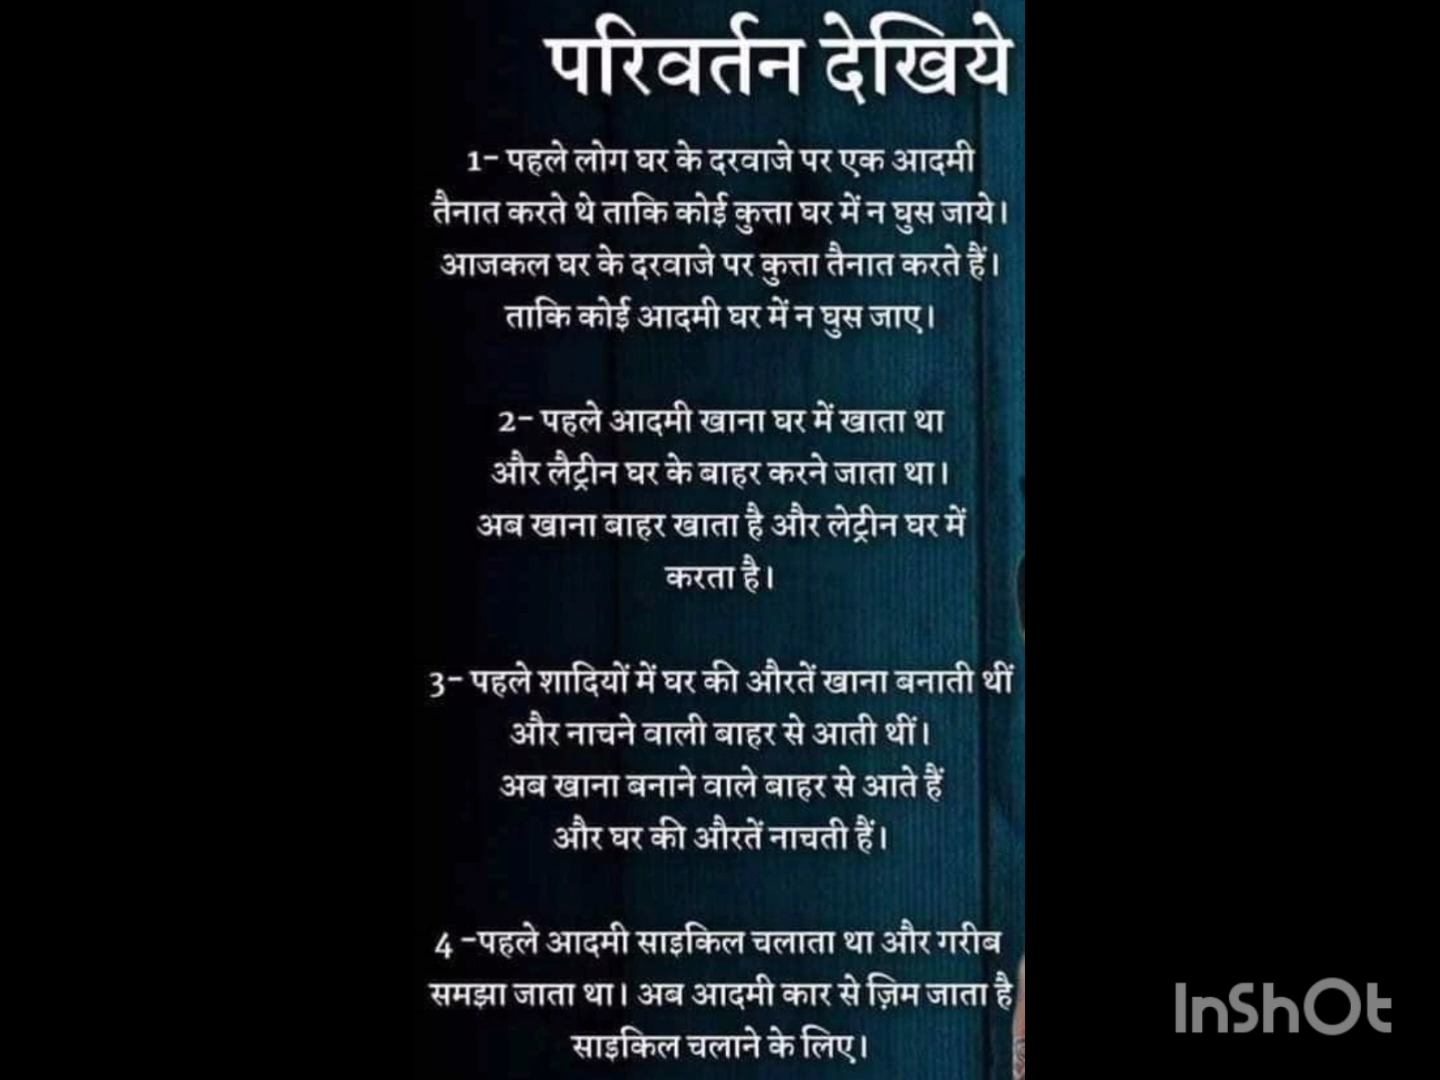 परिवर्तन देखिये
1- पहले लोग घर के दरवाजे पर एक आदमी
तैनात करते थे ताकि कोई कुत्ता घर में न घुस जाये।
आजकल घर के दरवाजे पर कुत्ता तैनात करते हैं।
ताकि कोई आदमी घर में न घुस जाए।
2- पहले आदमी खाना घर में खाता था
और लैट्रीन घर के बाहर करने जाता था।
अब खाना बाहर खाता है और लेट्रीन घर में
करता है।
3- पहले शादियों में घर की औरतें खाना बनाती थीं
और नाचने वाली बाहर से आती थीं।
अब खाना बनाने वाले बाहर से आते हैं
और घर की औरतें नाचती हैं।
4 -पहले आदमी साइकिल चलाता था और गरीब
समझा जाता था। अब आदमी कार से ज़िम जाता है
साइकिल चलाने के लिए।
InShOt